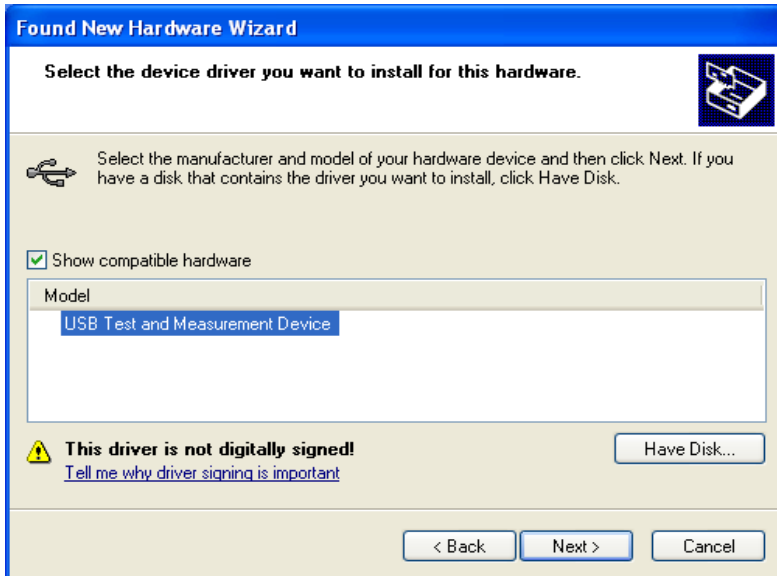 Found New Hardware Wizard
Select the device driver you want to install for this hardware.
Select the manufacturer and model of your hardware device and then click Next. If you
have a disk that contains the driver you want to install, click Have Disk.
Show compatible hardware
Model
USB Test and Measurement Device
This driver is not digitally signed!
Have Disk...
Tell me why driver signing is important
< Back
Next >
Cancel